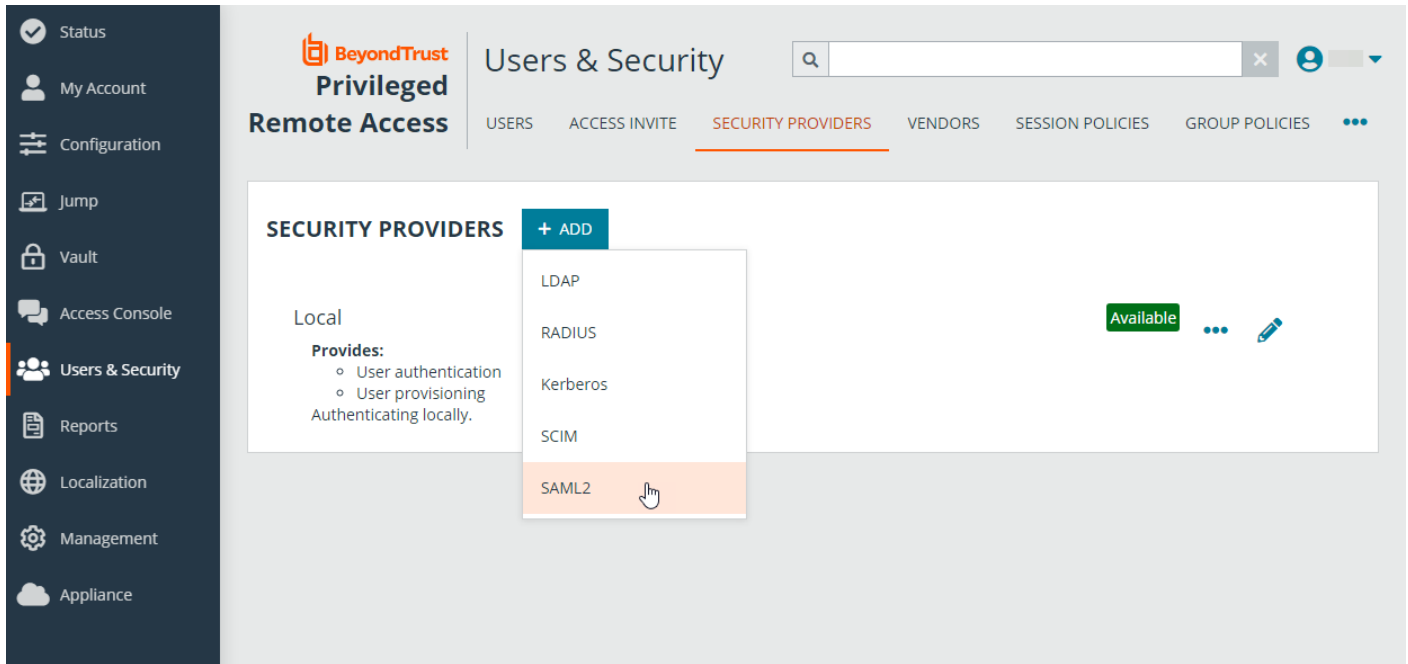 Status
My Account
Configuration
Jump
Vault
Access Console
Users & Security
Reports
Localization
Management
Appliance
BeyondTrust
Privileged
Remote Access
Users & Security
USERS ACCESS INVITE SECURITY PROVIDERS VENDORS SESSION POLICIES GROUP POLICIES
SECURITY PROVIDERS
+ ADD
LDAP
RADIUS
Kerberos
SCIM
SAML2
Local
Provides:
User authentication
User provisioning
Authenticating locally.
Available